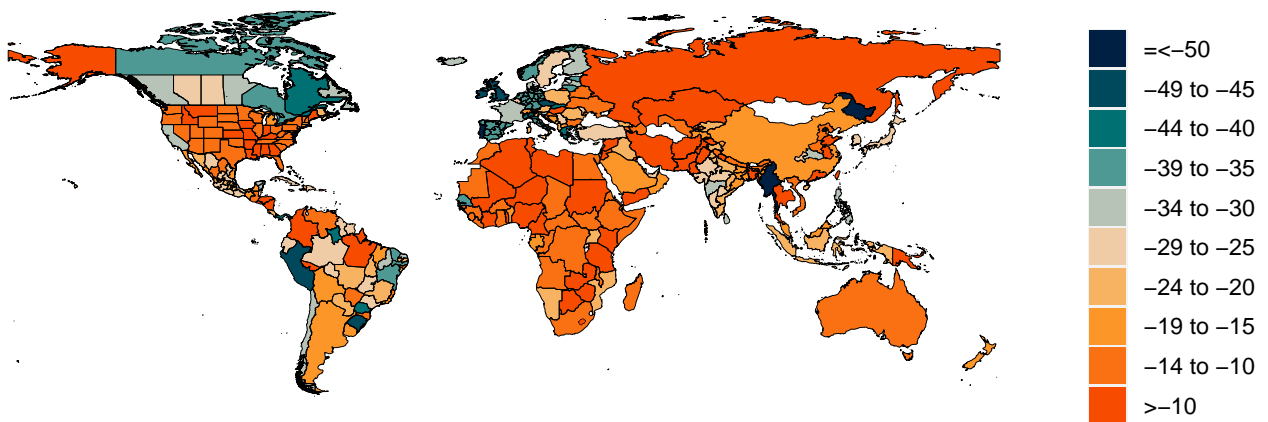 =<−50
−49 to −45
−44 to −40
−39 to −35
−34 to −30
−29 to −25
−24 to −20
−19 to −15
−14 to −10
>−10